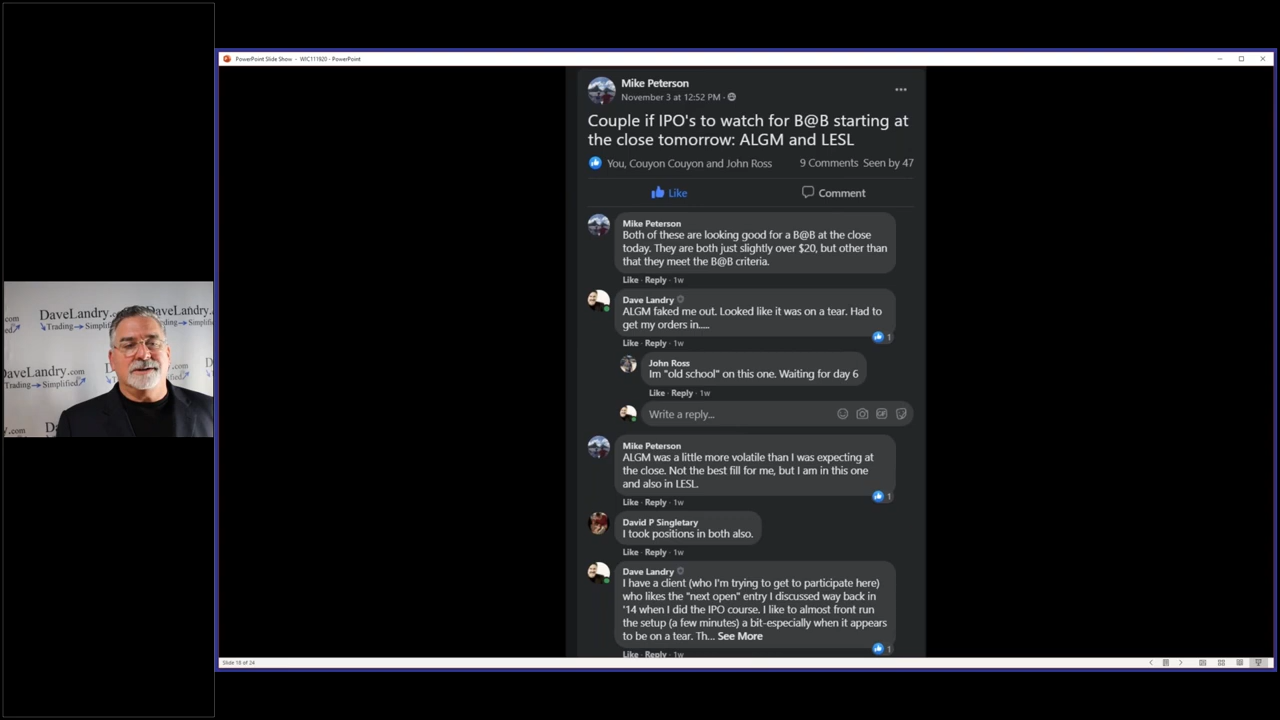 PowerPoint Slide Show - WIC111920 - PowerPoint
Mike Peterson
November 3 at 12:52 PM ·
Couple if IPO's to watch for B@B starting at
the close tomorrow: ALGM and LESL
You, Couyon Couyon and John Ross 9 Comments Seen by 47
Like Comment
Mike Peterson
Both of these are looking good for a B@B at the close
today. They are both just slightly over $20, but other than
that they meet the B@B criteria.
Like · Reply · 1w
Dave Landry
ALGM faked me out. Looked like it was on a tear. Had to
get my orders in.....
1
Like · Reply · 1w
John Ross
Im "old school" on this one. Waiting for day 6
Like · Reply · 1w
Write a reply...
Mike Peterson
ALGM was a little more volatile than I was expecting at
the close. Not the best fill for me, but I am in this one
and also in LESL.
1
Like · Reply · 1w
David P Singletary
I took positions in both also.
Like · Reply · 1w
Dave Landry
I have a client (who I'm trying to get to participate here)
who likes the "next open" entry I discussed way back in
'14 when I did the IPO course. I like to almost front run
the setup (a few minutes) a bit-especially when it appears
to be on a tear. Th... See More
1
Like · Reply · 1w
DaveLandry.c
DaveLandry.com
Trading Simplified
DaveLandry.com
Trading Simplified
Slide 18 of 24